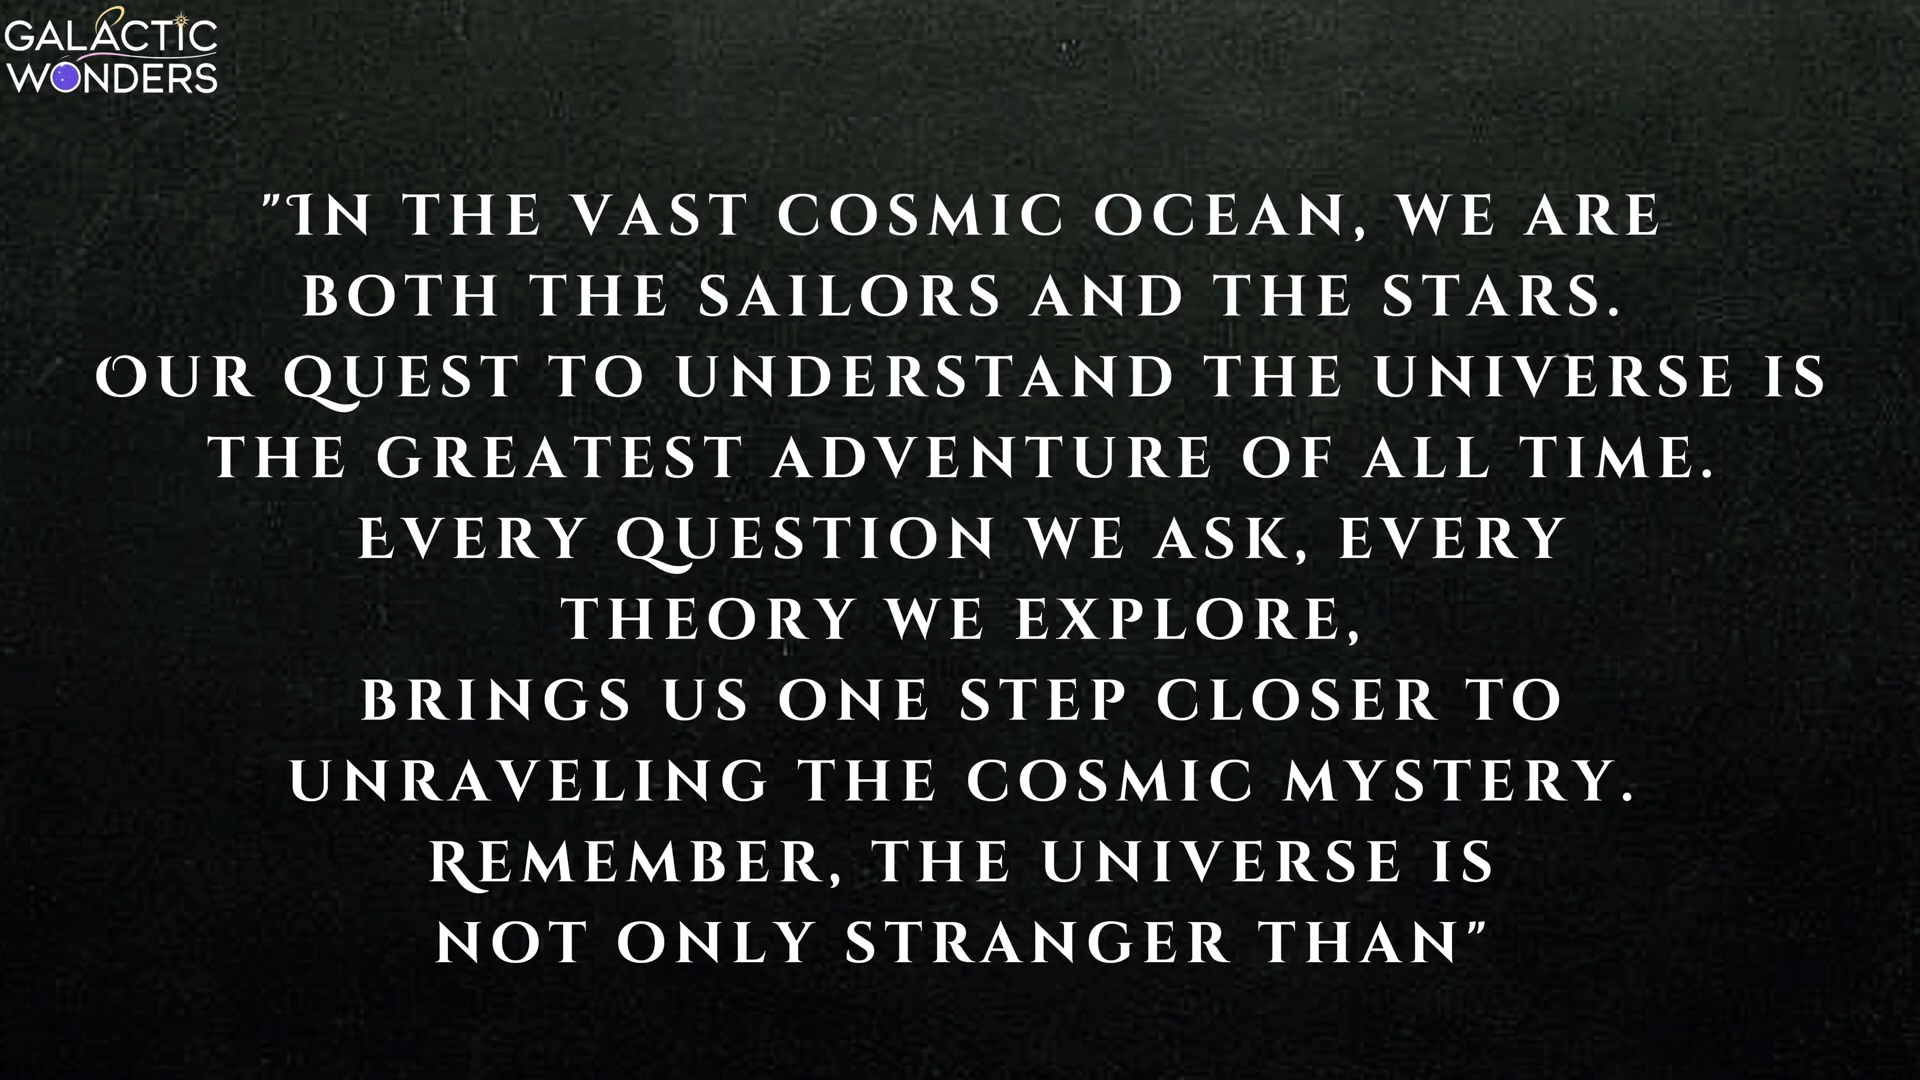 GALACTIC
WONDERS
"In the vast cosmic ocean, we are
both the sailors and the stars.
Our quest to understand the universe is
the greatest adventure of all time.
Every question we ask, every
theory we explore,
brings us one step closer to
unraveling the cosmic mystery.
Remember, the universe is
not only stranger than"